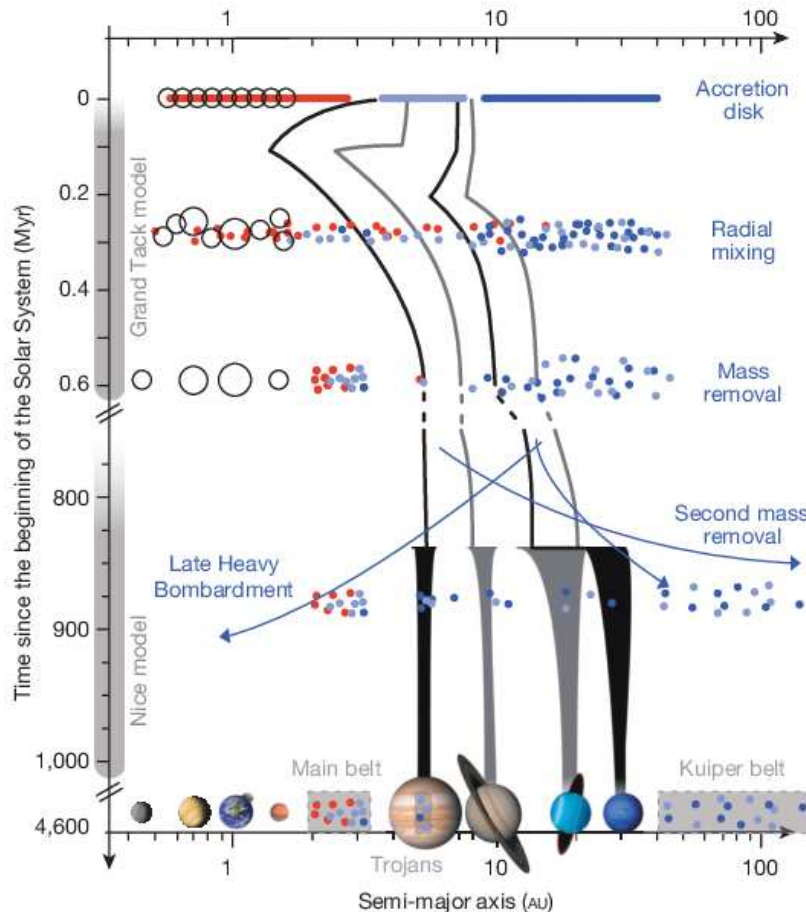 1 10 100
0
Accretion
disk
0.2
Radial
mixing
Grand Tack model
0.4
Mass
removal
0.6
Time since the beginning of the Solar System (Myr)
800
Second mass
removal
Late Heavy
Bombardment
900
Nice model
1,000
Main belt
Kuiper belt
4,600
Trojans
1 10 100
Semi-major axis (AU)